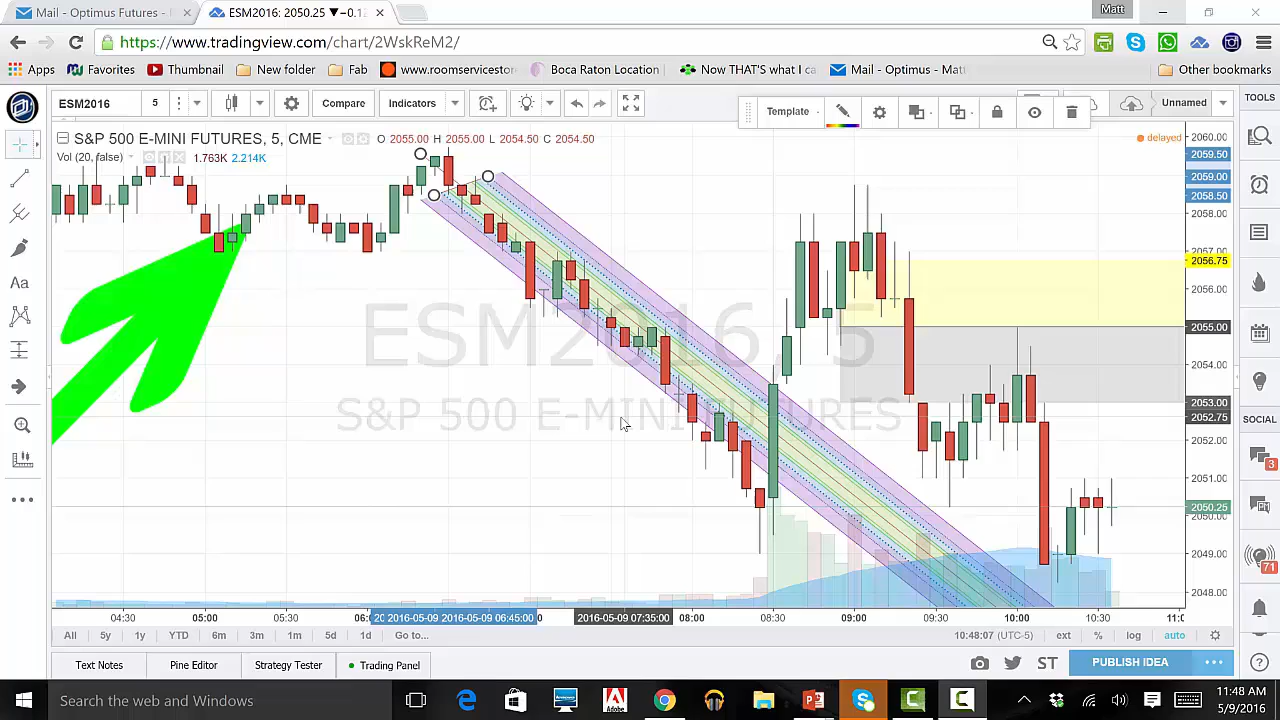 Mail - Optimus Futures - ×
ESM2016: 2050.25 ▼−0.1 ×
Matt
https://www.tradingview.com/chart/2WskReM2/
Apps
Favorites
Thumbnail
New folder
Fab
www.roomservicestor
Boca Raton Location
Now THAT'S what I ca
Mail - Optimus - Matt
Other bookmarks
ESM2016
5
Compare
Indicators
Template
Unnamed
TOOLS
S&P 500 E-MINI FUTURES, 5, CME
O 2055.00 H 2055.00 L 2054.50 C 2054.50
delayed
Vol (20, false)
1.763K 2.214K
2060.00
2059.50
2059.00
2058.50
2058.00
2057.00
2056.75
2056.00
2055.00
2054.00
2053.00
2052.75
2052.00
2051.00
2050.25
2050.00
2049.00
2048.00
ESM2016, 5
S&P 500 E-MINI FUTURES
Aa
SOCIAL
3
71
04:30
05:00
05:30
2016-05-09 06:45:00
2016-05-09 07:35:00
08:00
08:30
09:00
09:30
10:00
10:30
All
5y
1y
YTD
6m
3m
1m
5d
1d
Go to...
10:48:07 (UTC-5)
ext
%
log
auto
Text Notes
Pine Editor
Strategy Tester
Trading Panel
ST
PUBLISH IDEA
Search the web and Windows
11:48 AM
5/9/2016